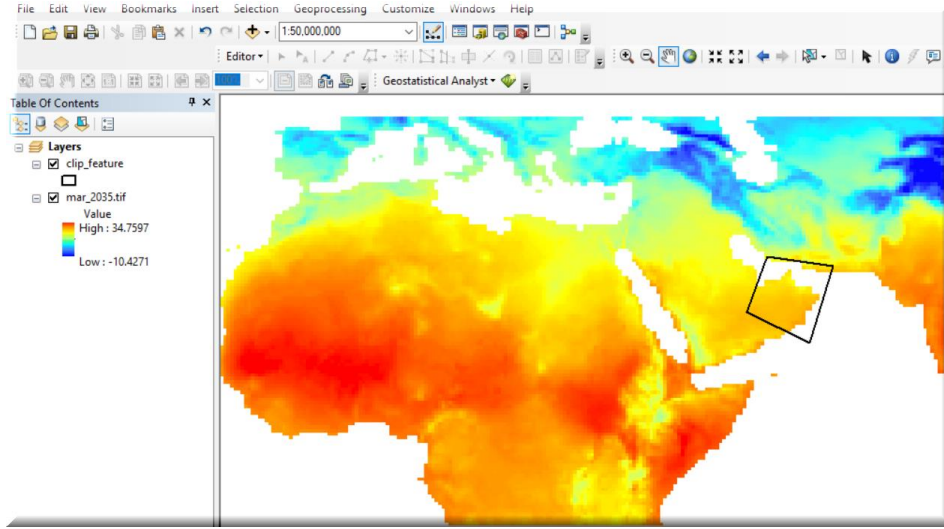 File Edit View Bookmarks Insert Selection Geoprocessing Customize Windows Help
1:50,000,000
Editor
Geostatistical Analyst
Table Of Contents
Layers
clip_feature
mar_2035.tif
Value
High : 34.7597
Low : -10.4271